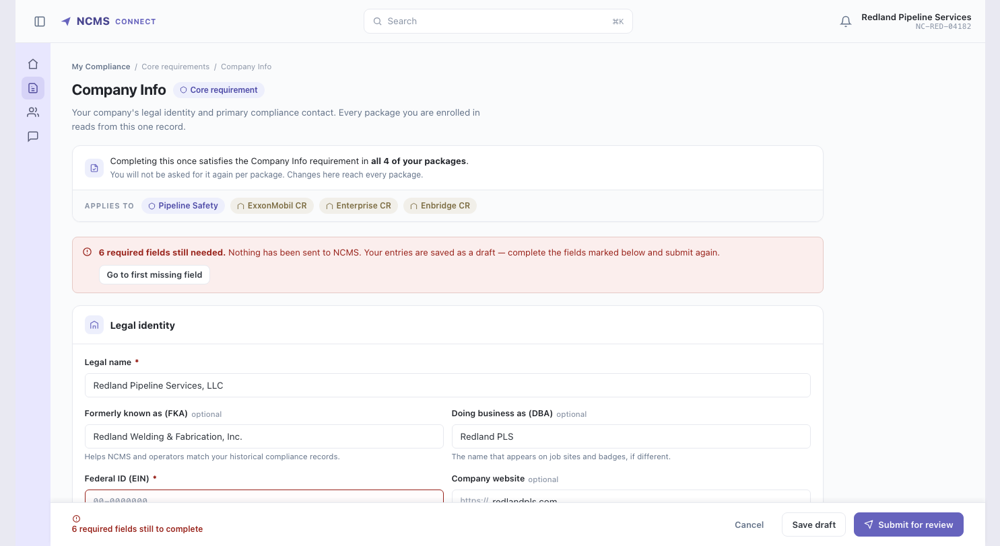 NCMS CONNECT
Search
⌘K
Redland Pipeline Services
NC-RED-04182
My Compliance / Core requirements / Company Info
Company Info
Core requirement
Your company's legal identity and primary compliance contact. Every package you are enrolled in
reads from this one record.
Completing this once satisfies the Company Info requirement in all 4 of your packages.
You will not be asked for it again per package. Changes here reach every package.
APPLIES TO
Pipeline Safety
ExxonMobil CR
Enterprise CR
Enbridge CR
6 required fields still needed. Nothing has been sent to NCMS. Your entries are saved as a draft — complete the fields marked below and submit again.
Go to first missing field
Legal identity
Legal name *
Redland Pipeline Services, LLC
Formerly known as (FKA) optional
Doing business as (DBA) optional
Redland Welding & Fabrication, Inc.
Redland PLS
Helps NCMS and operators match your historical compliance records.
The name that appears on job sites and badges, if different.
Federal ID (EIN) *
Company website optional
00-0000000
https:// redlandpls.com
6 required fields still to complete
Cancel
Save draft
Submit for review